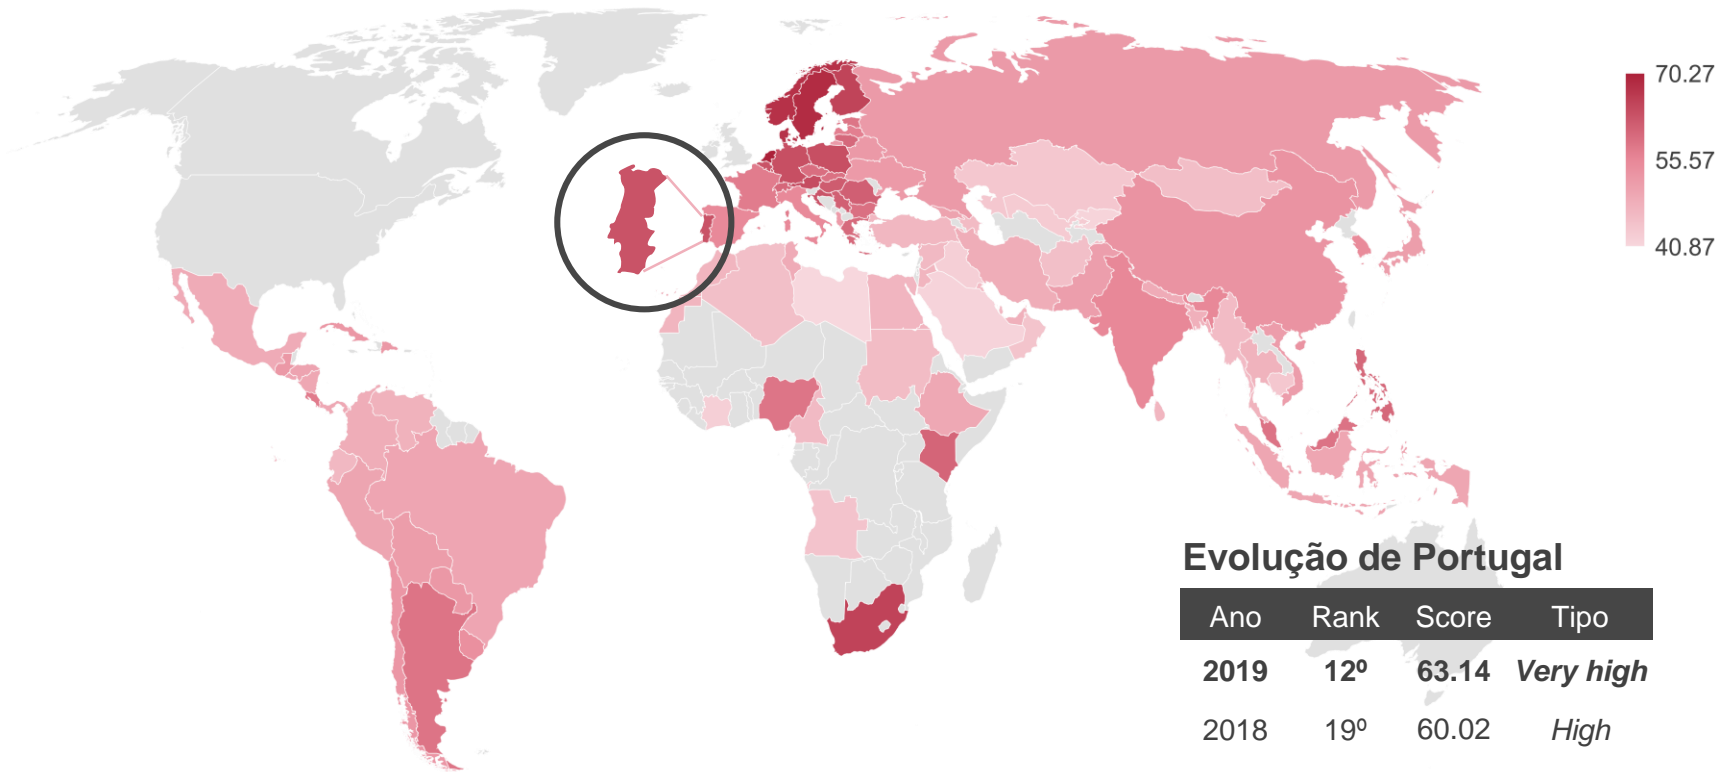 70.27
55.57
40.87
Evolução de Portugal
Ano Rank Score Tipo
2019 12º 63.14 Very high
2018 19º 60.02 High